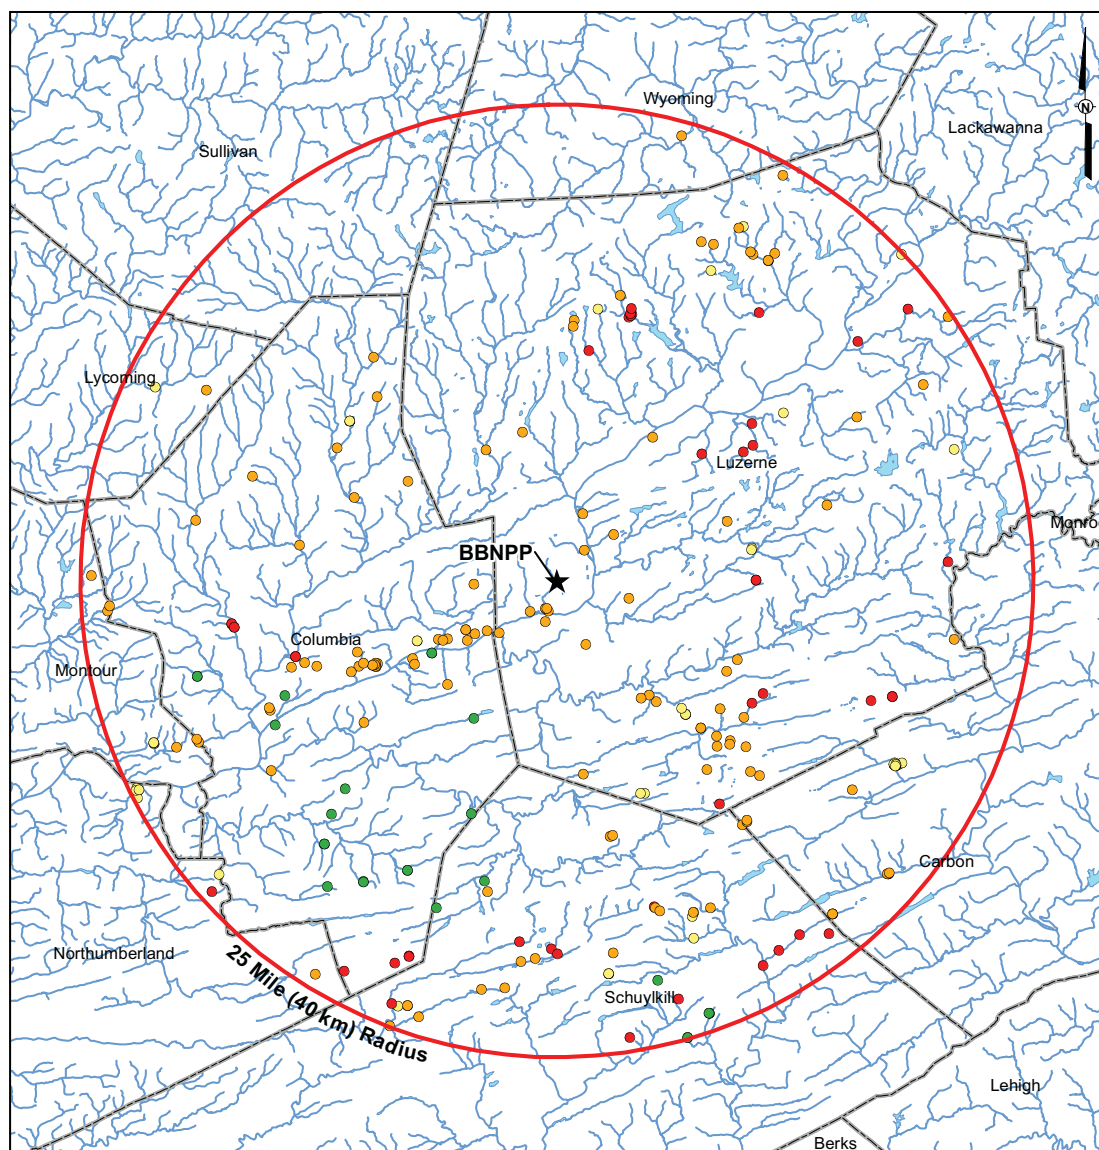 Wyoming
N
Lackawanna
Sullivan
Lycoming
Luzerne
Monro
BBNPP
Columbia
Montour
Carbon
Northumberland
25 Mile (40 km) Radius
Schuylkill
Lehigh
Berks